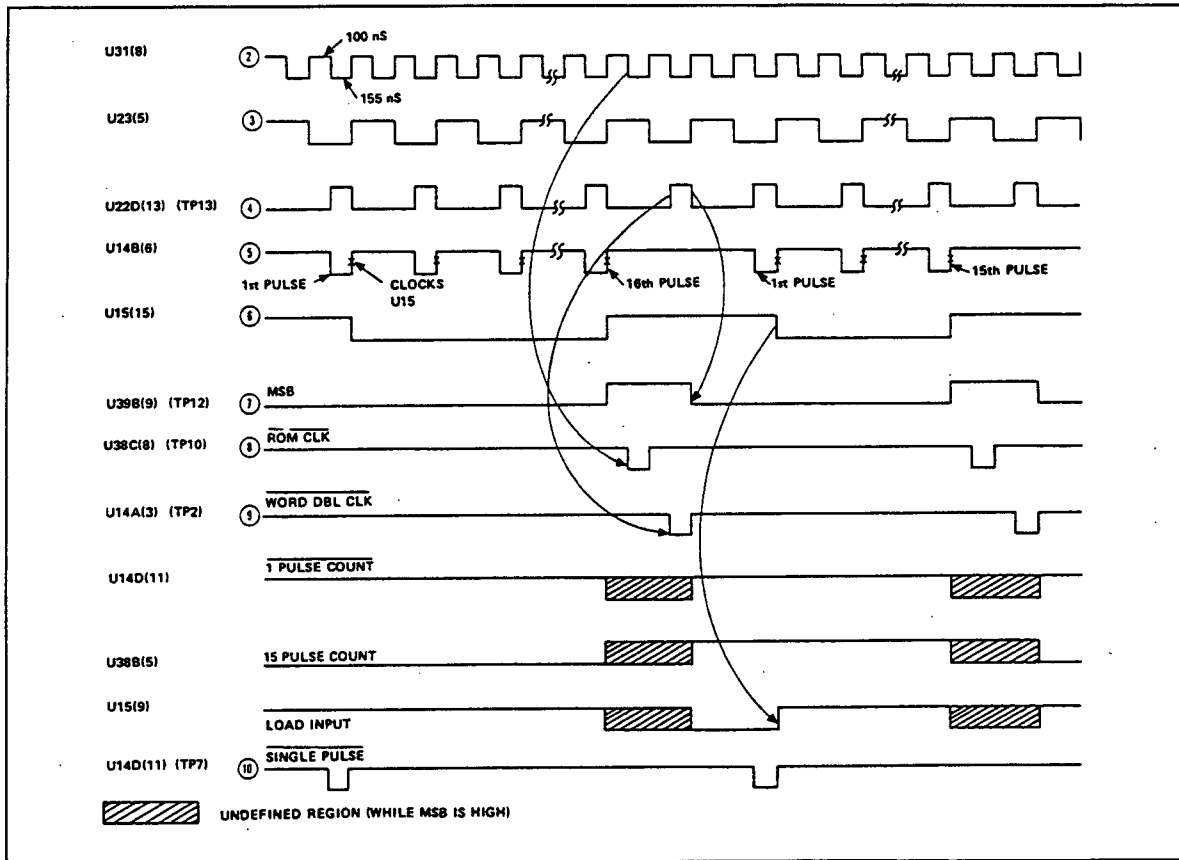 U31(8) ② 100 nS
155 nS
U23(5) ③
U22D(13) (TP13) ④
U14B(6) ⑤
1st PULSE
CLOCKS
U15
16th PULSE
1st PULSE
15th PULSE
U15(15) ⑥
U39B(9) (TP12) ⑦ MSB
U38C(8) (TP10) ⑧ ROM CLK
U14A(3) (TP2) ⑨ WORD DBL CLK
U14D(11) 1 PULSE COUNT
U38B(5) 15 PULSE COUNT
U15(9) LOAD INPUT
U14D(11) (TP7) ⑩ SINGLE PULSE
UNDEFINED REGION (WHILE MSB IS HIGH)